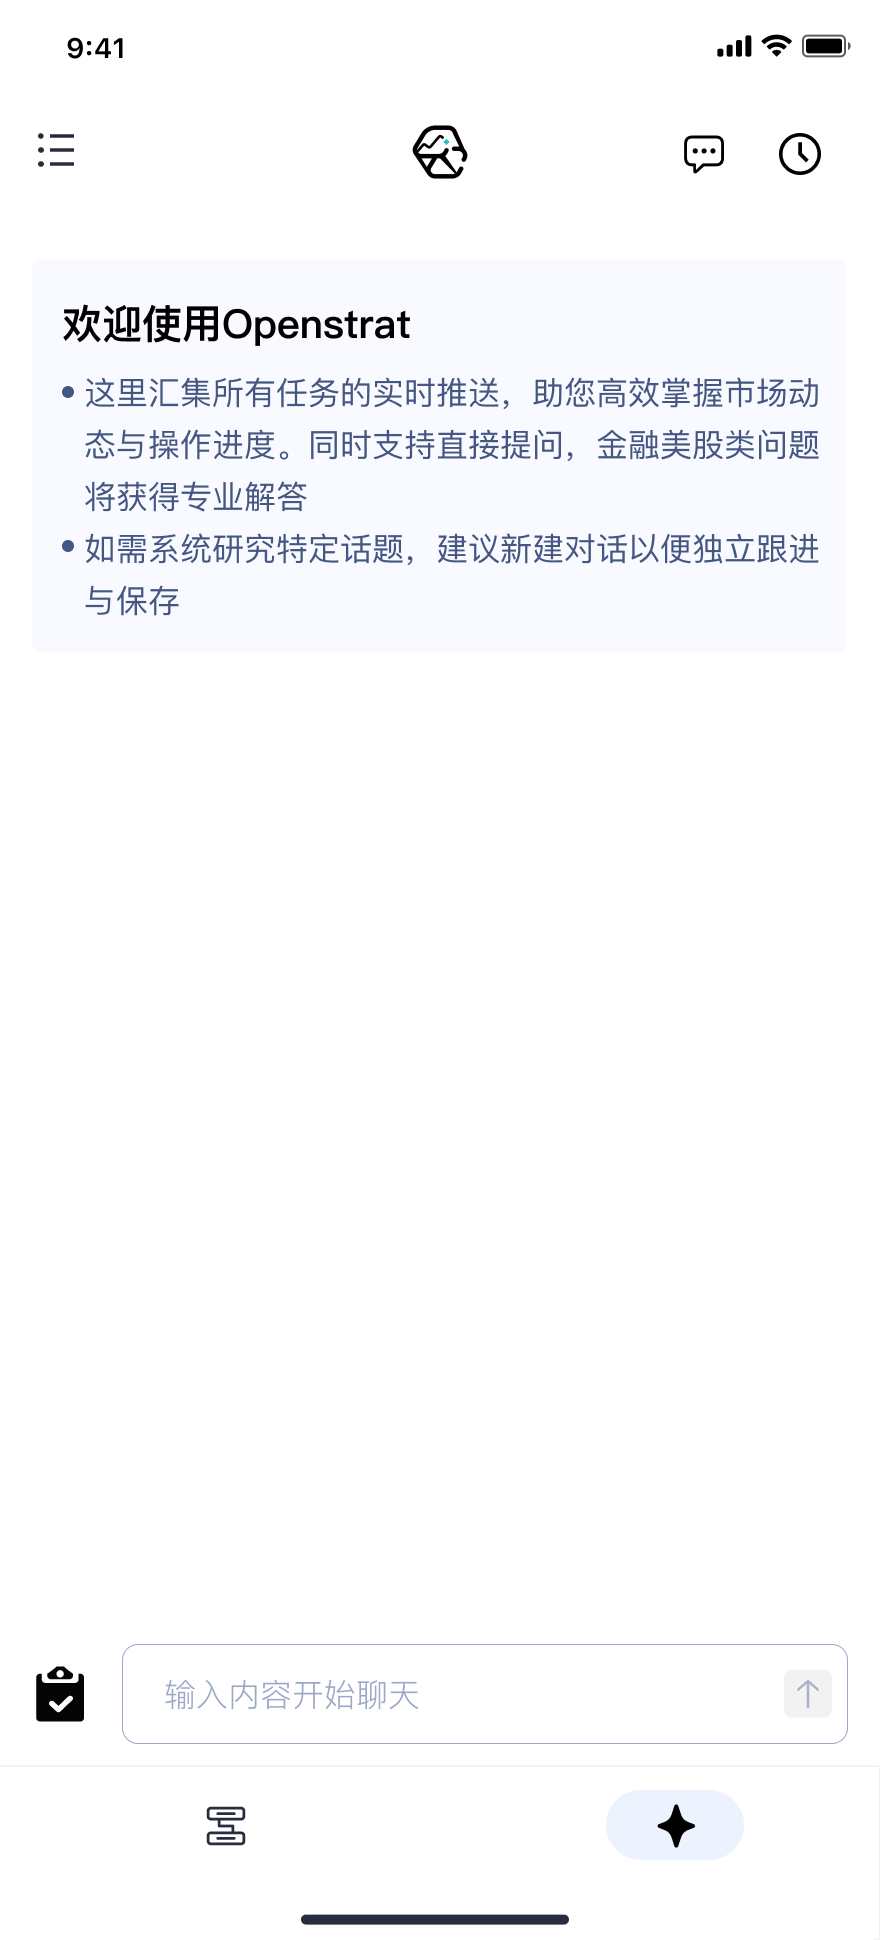 9:41
欢迎使用Openstrat
这里汇集所有任务的实时推送，助您高效掌握市场动
态与操作进度。同时支持直接提问，金融美股类问题
将获得专业解答
如需系统研究特定话题，建议新建对话以便独立跟进
与保存
输入内容开始聊天